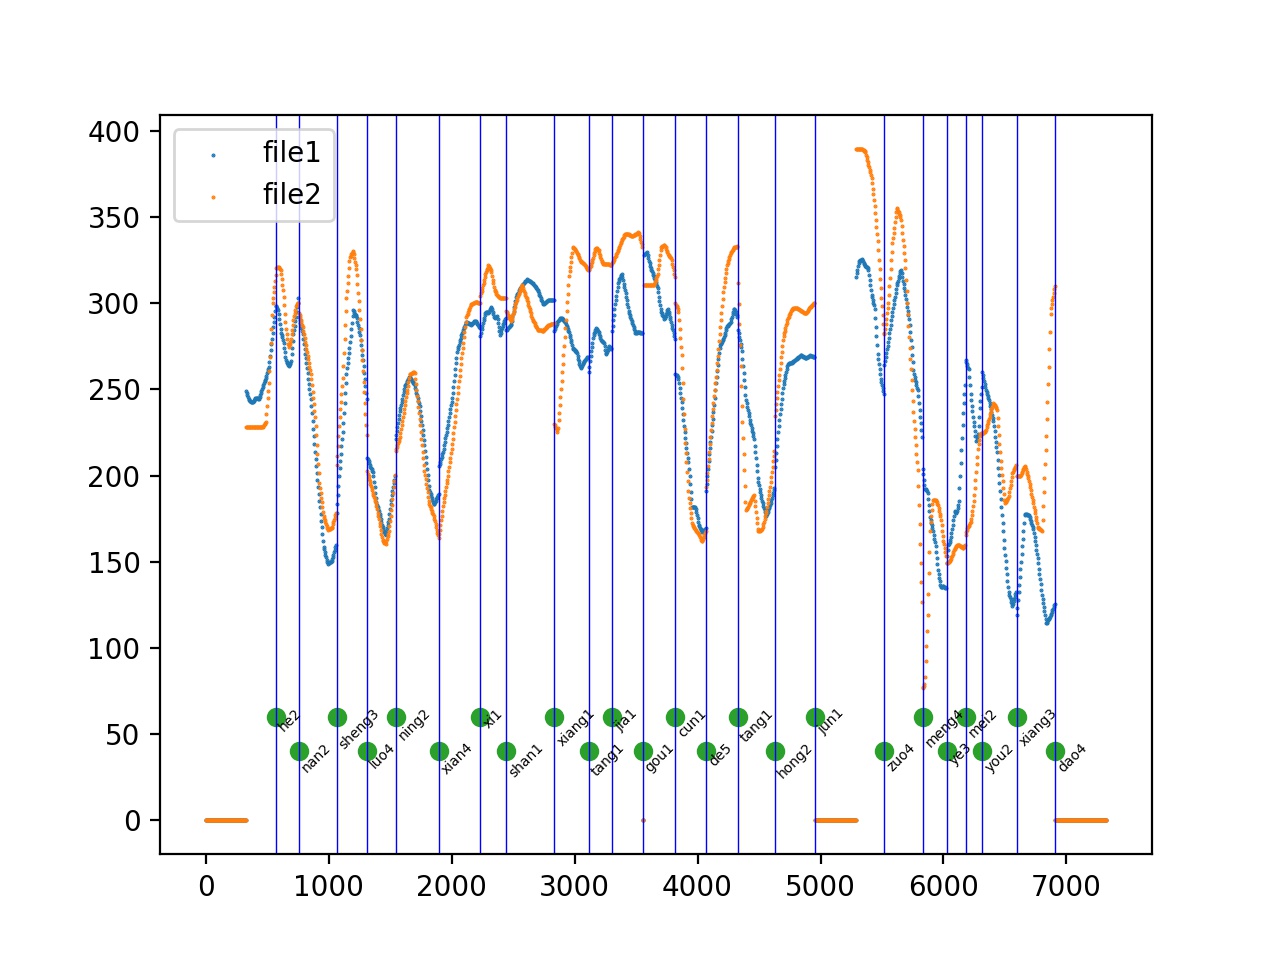 400
350
300
250
200
150
100
50
0
file1
file2
he2
nan2
sheng3
luo4
ning2
xian4
xi1
shan1
xiang1
tang1
jia1
gou1
cun1
de5
tang1
hong2
jun1
zuo4
meng4
ye3
mei2
you2
xiang3
dao4
0 1000 2000 3000 4000 5000 6000 7000